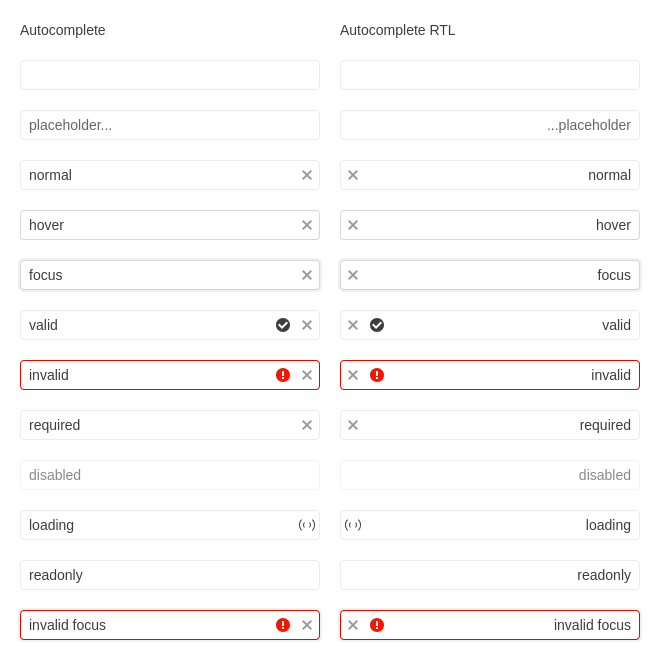 Autocomplete
Autocomplete RTL
placeholder...
...placeholder
normal
normal
hover
hover
focus
focus
valid
valid
invalid
invalid
required
required
disabled
disabled
loading
loading
readonly
readonly
invalid focus
invalid focus